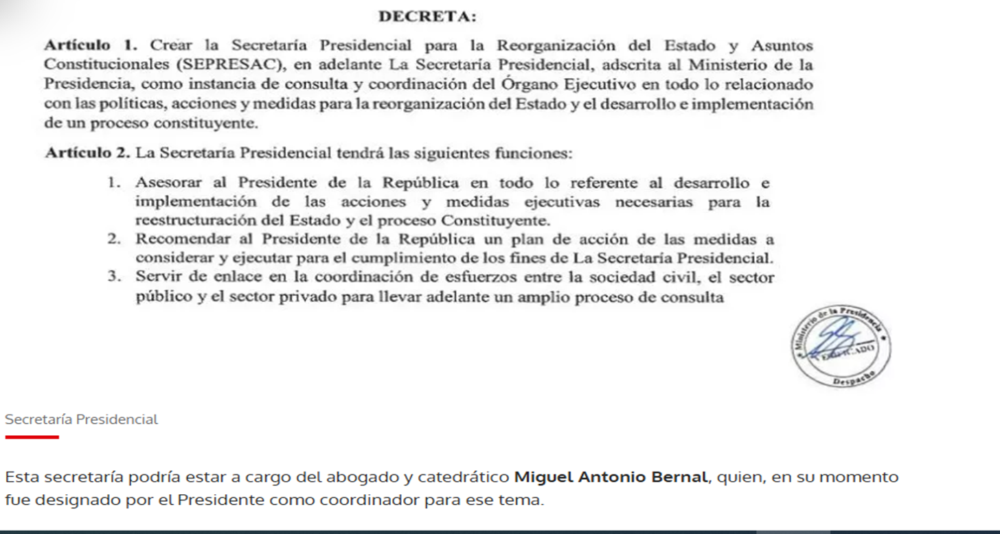 DECRETA:
Artículo 1. Crear la Secretaría Presidencial para la Reorganización del Estado y Asuntos
Constitucionales (SEPRESAC), en adelante La Secretaría Presidencial, adscrita al Ministerio de la
Presidencia, como instancia de consulta y coordinación del Órgano Ejecutivo en todo lo relacionado
con las políticas, acciones y medidas para la reorganización del Estado y el desarrollo e implementación
de un proceso constituyente.
Artículo 2. La Secretaría Presidencial tendrá las siguientes funciones:
1. Asesorar al Presidente de la República en todo lo referente al desarrollo e
implementación de las acciones y medidas ejecutivas necesarias para la
reestructuración del Estado y el proceso Constituyente.
2. Recomendar al Presidente de la República un plan de acción de las medidas a
considerar y ejecutar para el cumplimiento de los fines de La Secretaría Presidencial.
3. Servir de enlace en la coordinación de esfuerzos entre la sociedad civil, el sector
público y el sector privado para llevar adelante un amplio proceso de consulta
Ministerio de la Presidencia
Despacho
Secretaría Presidencial
Esta secretaría podría estar a cargo del abogado y catedrático Miguel Antonio Bernal, quien, en su momento
fue designado por el Presidente como coordinador para ese tema.